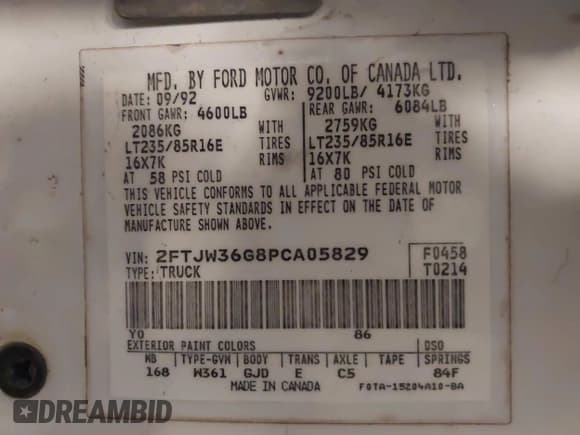 MFD. BY FORD MOTOR CO. OF CANADA LTD.
DATE: 09/92 GVWR: 9200LB/ 4173KG
FRONT GAWR: 4600LB REAR GAWR: 6084LB
2086KG WITH 2759KG WITH
LT235/85R16E TIRES LT235/85R16E TIRES
16X7K RIMS 16X7K RIMS
AT 58 PSI COLD AT 80 PSI COLD
THIS VEHICLE CONFORMS TO ALL APPLICABLE FEDERAL MOTOR
VEHICLE SAFETY STANDARDS IN EFFECT ON THE DATE OF
MANUFACTURE SHOWN ABOVE.
VIN: 2FTJW36G8PCA05829 F0458
TYPE: TRUCK T0214
YO 86
EXTERIOR PAINT COLORS DSO
WB TYPE-GVM BODY TRANS AXLE TAPE SPRINGS
168 W361 GJD E C5 84F
MADE IN CANADA F0TA-15204A10-BA
DREAMBID